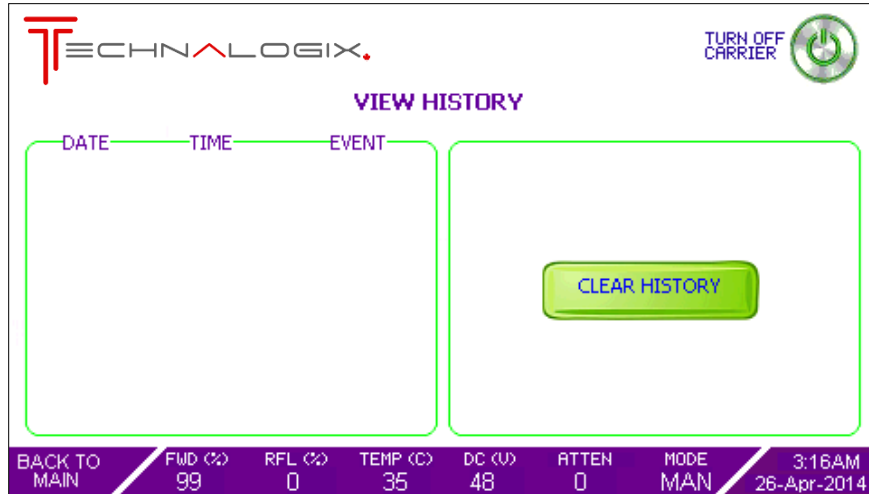 TECHNALOGIX.
TURN OFF
CARRIER
VIEW HISTORY
DATE TIME EVENT
CLEAR HISTORY
BACK TO
MAIN
FWD (%) RFL (%) TEMP (C) DC (V) ATTEN MODE
99 0 35 48 0 MAN
3:16AM
26-Apr-2014